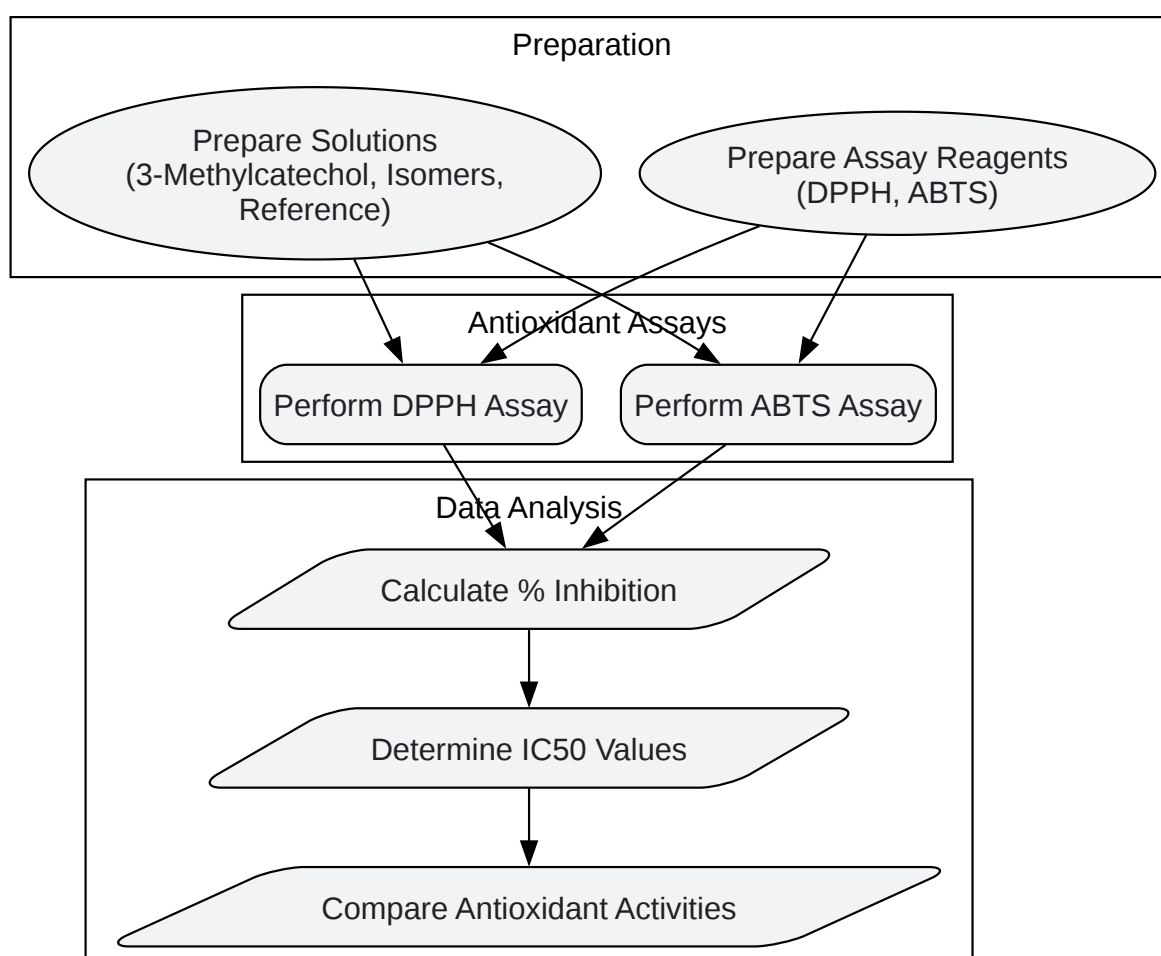 Preparation
Prepare Solutions
(3-Methylcatechol, Isomers,
Reference)
Prepare Assay Reagents
(DPPH, ABTS)
Antioxidant Assays
Perform DPPH Assay
Perform ABTS Assay
Data Analysis
Calculate % Inhibition
Determine IC50 Values
Compare Antioxidant Activities